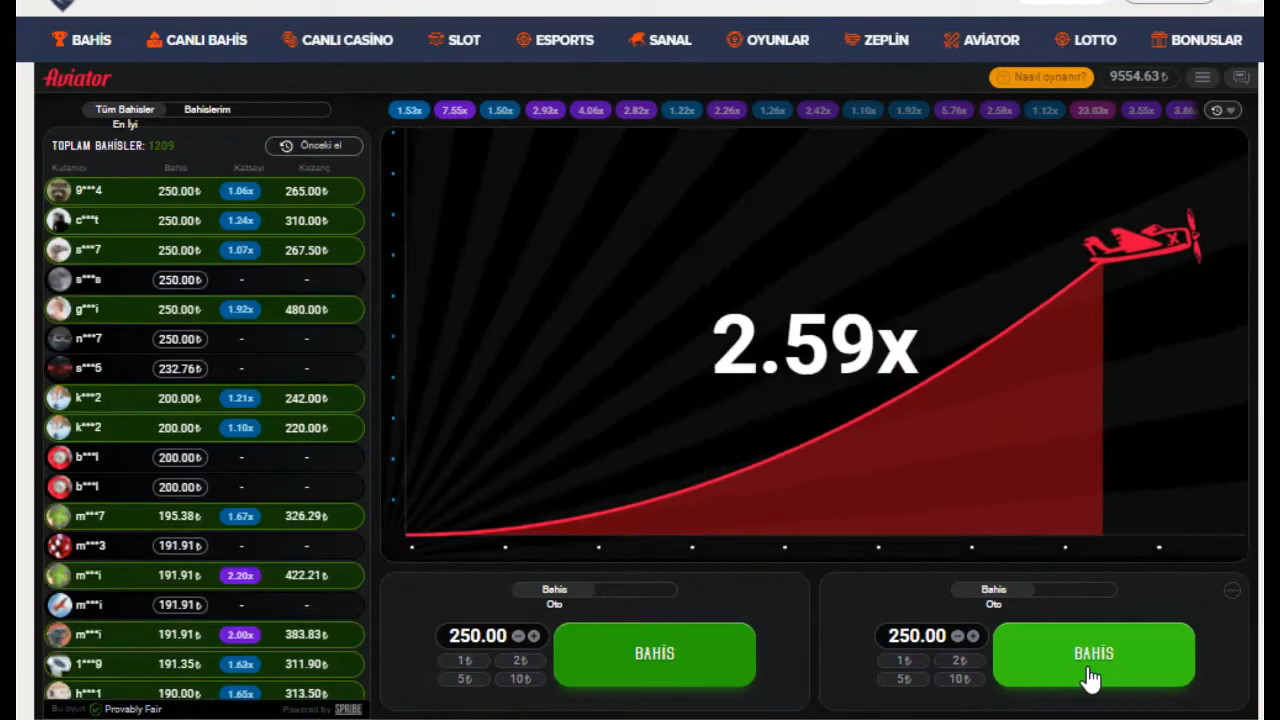 BAHİS CANLI BAHİS CANLI CASİNO SLOT ESPORTS SANAL OYUNLAR ZEPLİN AVİATOR LOTTO BONUSLAR
Aviator
Nasıl oynanır? 9554.63₺
Tüm Bahisler Bahislerim
En İyi
1.53x 7.55x 1.50x 2.93x 4.06x 2.82x 1.22x 2.26x 1.26x 2.42x 1.10x 1.92x 5.76x 2.58x 1.12x 23.03x 3.55x 3.86
TOPLAM BAHİSLER: 1209 Önceki el
Kullanıcı Bahis Katsayı Kazanç
9***4 250.00₺ 1.06x 265.00₺
c***t 250.00₺ 1.24x 310.00₺
s***7 250.00₺ 1.07x 267.50₺
s***s 250.00₺ - -
g***i 250.00₺ 1.92x 480.00₺
n***7 250.00₺ - -
s***5 232.76₺ - -
k***2 200.00₺ 1.21x 242.00₺
k***2 200.00₺ 1.10x 220.00₺
b***l 200.00₺ - -
b***l 200.00₺ - -
m***7 195.38₺ 1.67x 326.29₺
m***3 191.91₺ - -
m***i 191.91₺ 2.20x 422.21₺
m***i 191.91₺ - -
m***i 191.91₺ 2.00x 383.83₺
1***9 191.35₺ 1.63x 311.90₺
h***1 190.00₺ 1.65x 313.50₺
Bu oyun Provably Fair Powered by SPRIBE
2.59x
X
Bahis
Oto
250.00
1₺ 2₺
5₺ 10₺
BAHİS
Bahis
Oto
250.00
1₺ 2₺
5₺ 10₺
BAHİS